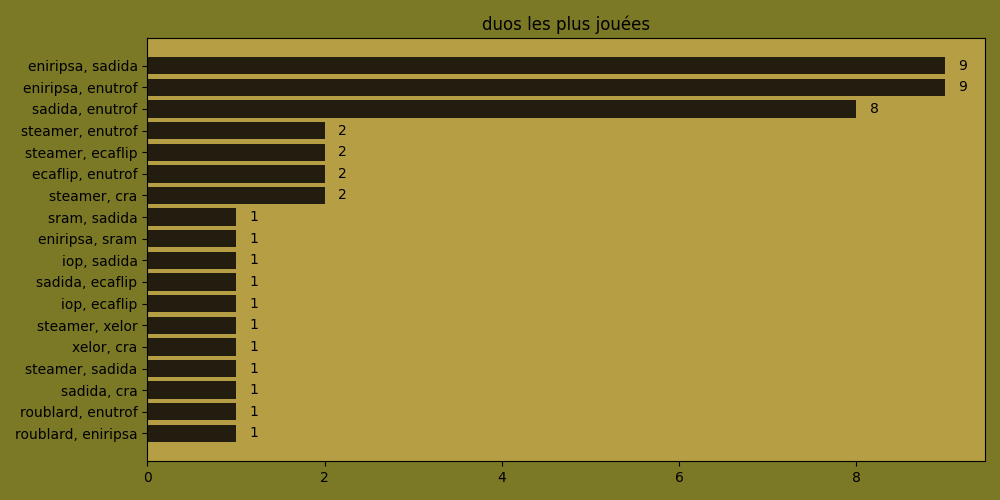 duos les plus jouées
eniripsa, sadida 9
eniripsa, enutrof 9
sadida, enutrof 8
steamer, enutrof 2
steamer, ecaflip 2
ecaflip, enutrof 2
steamer, cra 2
sram, sadida 1
eniripsa, sram 1
iop, sadida 1
sadida, ecaflip 1
iop, ecaflip 1
steamer, xelor 1
xelor, cra 1
steamer, sadida 1
sadida, cra 1
roublard, enutrof 1
roublard, eniripsa 1
0 2 4 6 8